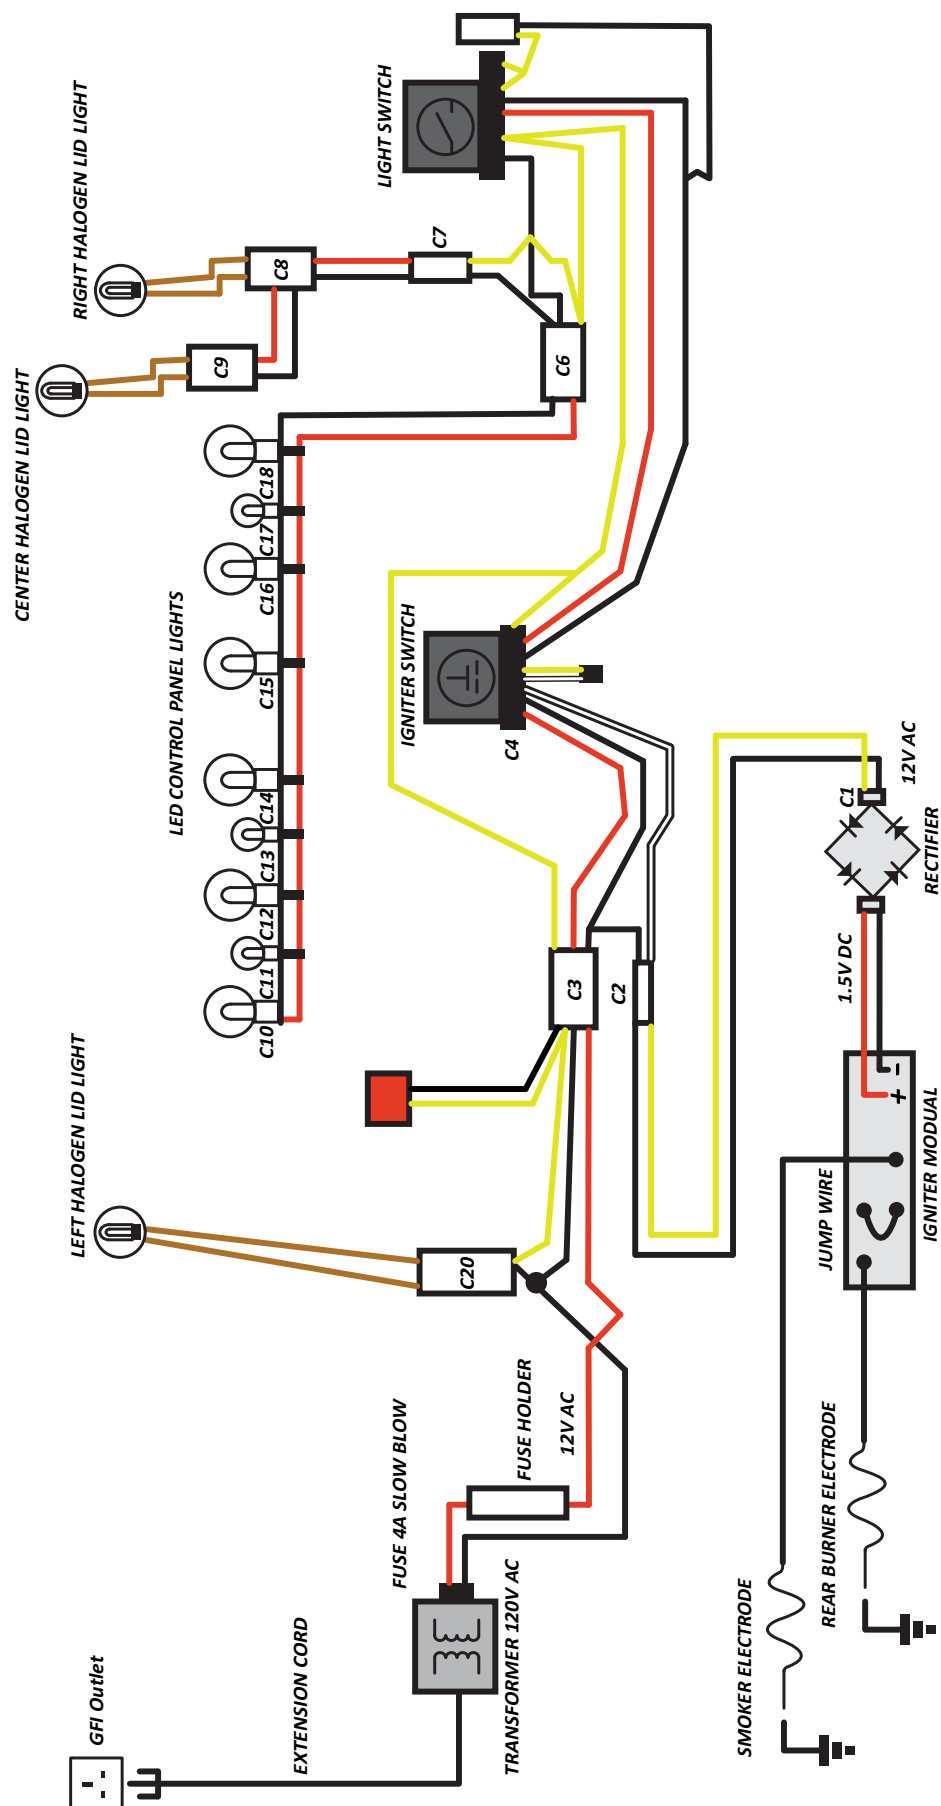 GFI Outlet
EXTENSION CORD
TRANSFORMER 120V AC
FUSE 4A SLOW BLOW
FUSE HOLDER
12V AC
SMOKER ELECTRODE
REAR BURNER ELECTRODE
LEFT HALOGEN LID LIGHT
C20
JUMP WIRE
IGNITER MODUAL
+
-
1.5V DC
RECTIFIER
C1
12V AC
C2
C3
C4
IGNITER SWITCH
LED CONTROL PANEL LIGHTS
C10
C11
C12
C13
C14
C15
C16
C17
C18
CENTER HALOGEN LID LIGHT
C9
RIGHT HALOGEN LID LIGHT
C8
C7
C6
LIGHT SWITCH